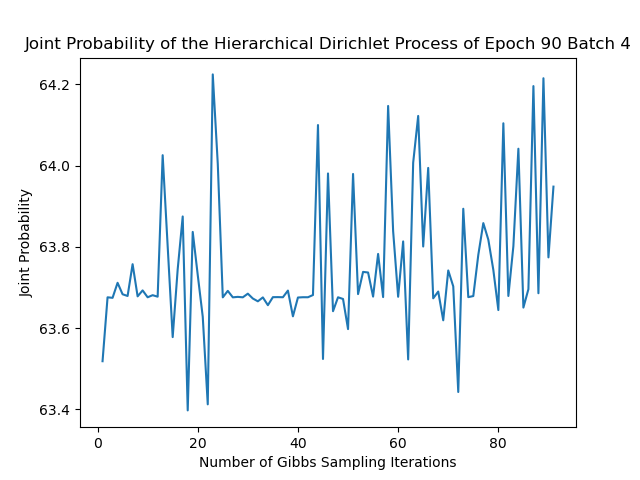 Joint Probability of the Hierarchical Dirichlet Process of Epoch 90 Batch 4
64.2
64.0
63.8
63.6
63.4
Joint Probability
0 20 40 60 80
Number of Gibbs Sampling Iterations